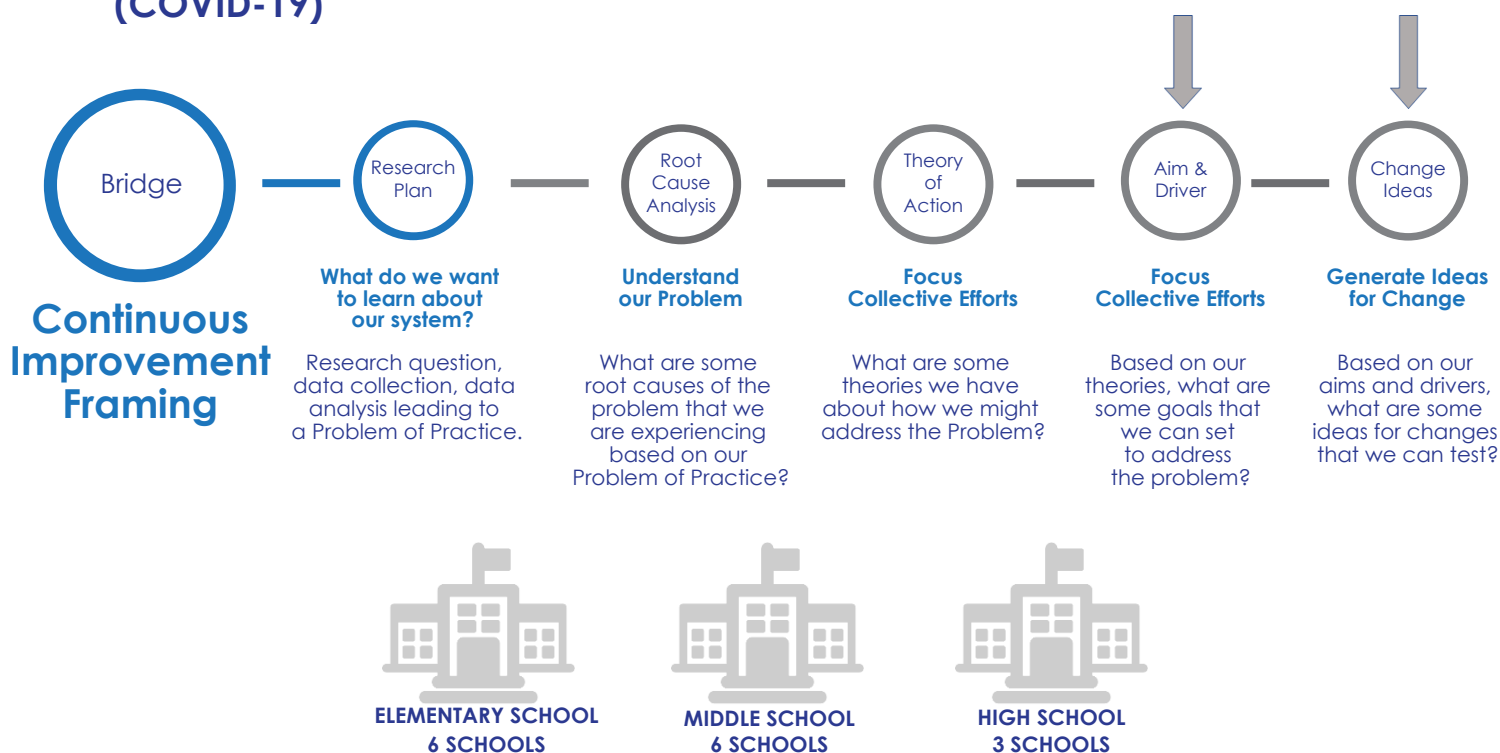 (COVID-19)
Bridge
Research
Plan
Root
Cause
Analysis
Theory
of
Action
Aim &
Driver
Change
Ideas
Continuous
Improvement
Framing
What do we want
to learn about
our system?
Research question,
data collection, data
analysis leading to
a Problem of Practice.
Understand
our Problem
What are some
root causes of the
problem that we
are experiencing
based on our
Problem of Practice?
Focus
Collective Efforts
What are some
theories we have
about how we might
address the Problem?
Focus
Collective Efforts
Based on our
theories, what are
some goals that
we can set
to address
the problem?
Generate Ideas
for Change
Based on our
aims and drivers,
what are some
ideas for changes
that we can test?
ELEMENTARY SCHOOL
6 SCHOOLS
MIDDLE SCHOOL
6 SCHOOLS
HIGH SCHOOL
3 SCHOOLS